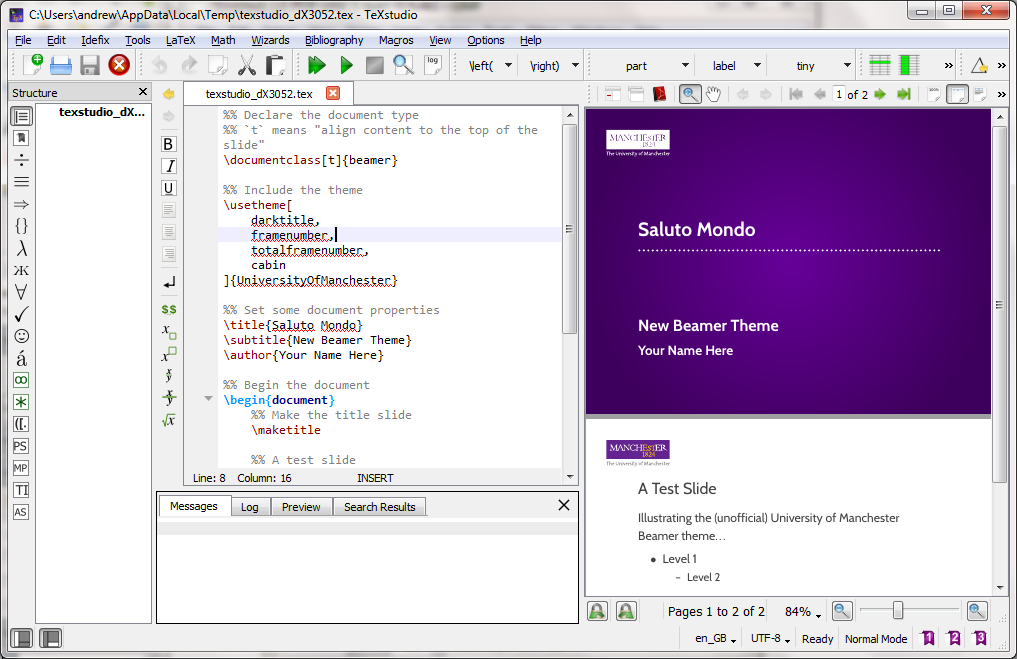 C:\Users\andrew\AppData\Local\Temp\texstudio_dX3052.tex - TeXstudio
File Edit Idefix Tools LaTeX Math Wizards Bibliography Macros View Options Help
log \left( \right) part label tiny » »
Structure
texstudio_dX3052.tex
1 of 2 »
texstudio_dX...
%% Declare the document type
%% `t` means "align content to the top of the
slide"
\documentclass[t]{beamer}
%% Include the theme
\usetheme[
darktitle,
framenumber,
totalframenumber,
cabin
]{UniversityOfManchester}
%% Set some document properties
\title{Saluto Mondo}
\subtitle{New Beamer Theme}
\author{Your Name Here}
%% Begin the document
\begin{document}
%% Make the title slide
\maketitle
%% A test slide
Line: 8 Column: 16 INSERT
B
I
U
$$
{}
λ
Ж
∀
á
∞
([.
PS
MP
TI
AS
Messages Log Preview Search Results
MANCHESTER
1824
The University of Manchester
Saluto Mondo
New Beamer Theme
Your Name Here
MANCHESTER
1824
The University of Manchester
A Test Slide
Illustrating the (unofficial) University of Manchester
Beamer theme…
• Level 1
– Level 2
Pages 1 to 2 of 2 84%
en_GB UTF-8 Ready Normal Mode 1 2 3